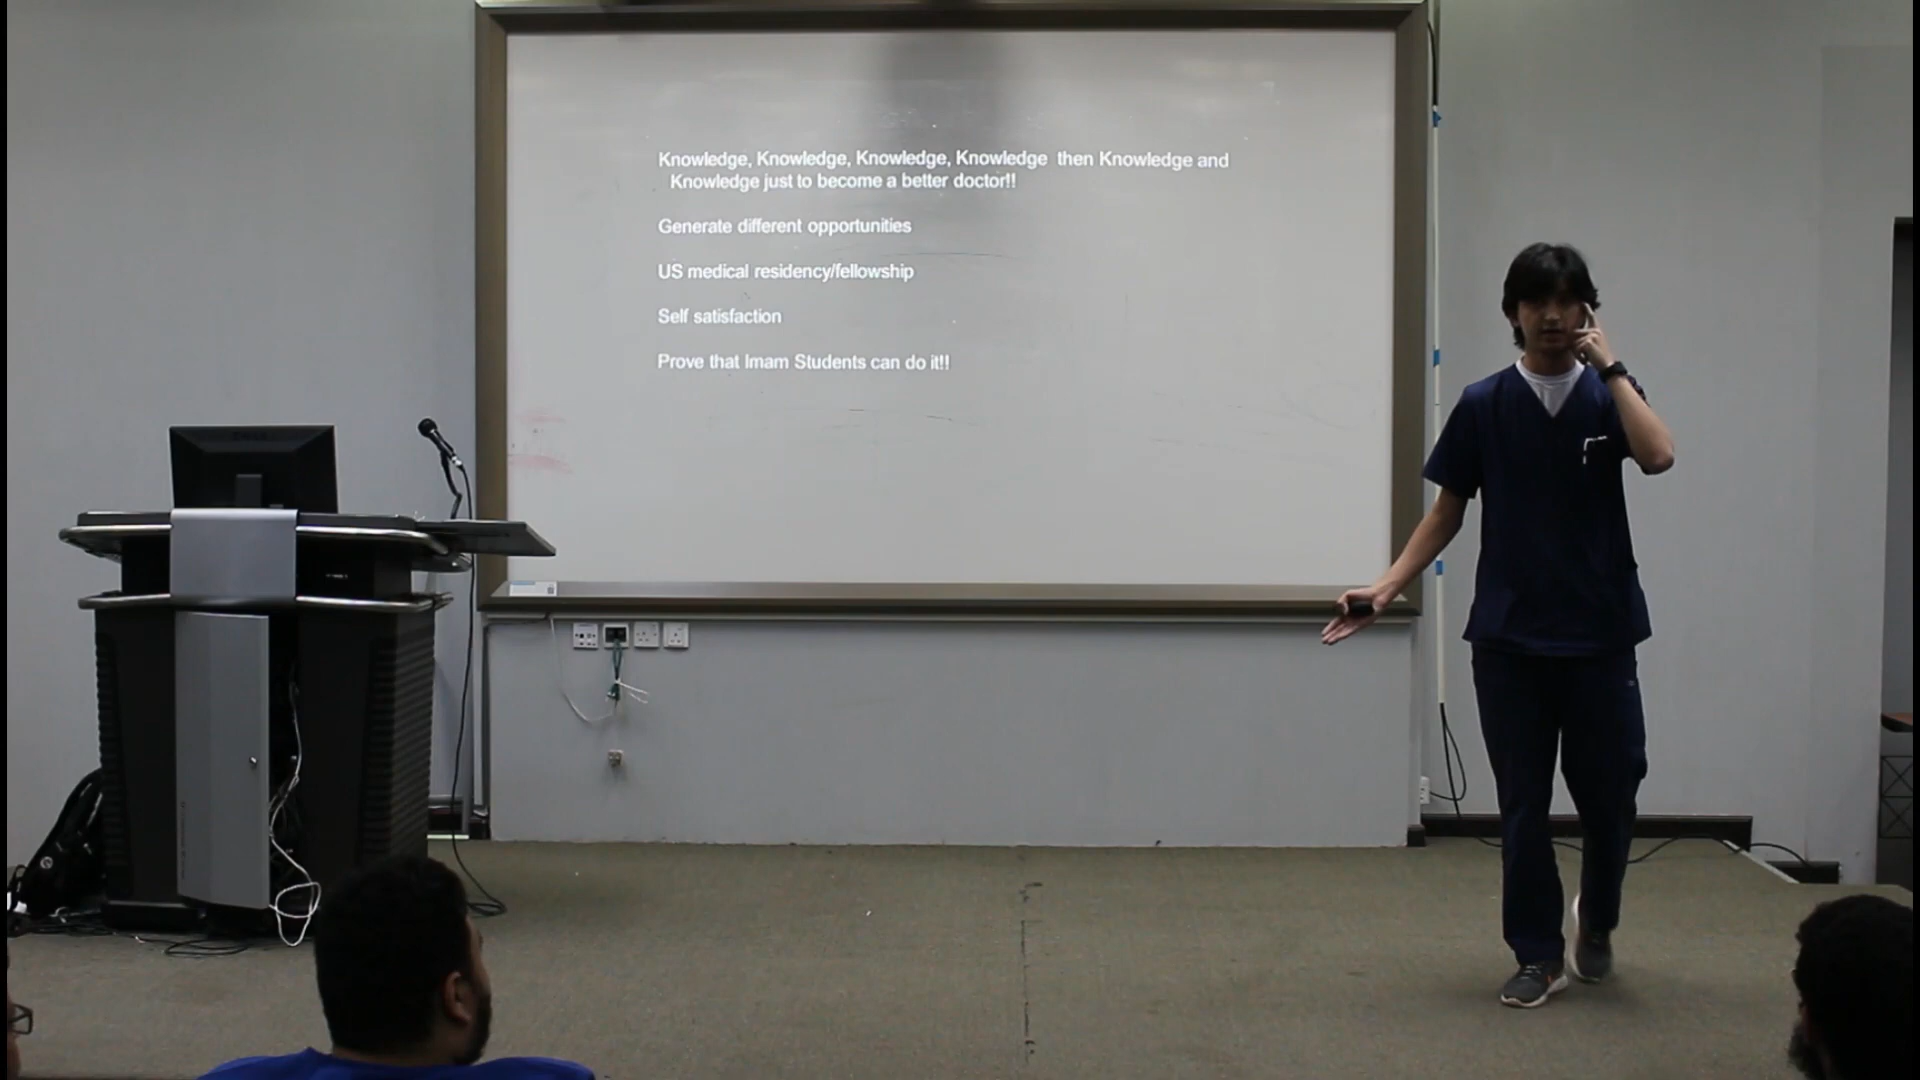 Knowledge, Knowledge, Knowledge, Knowledge then Knowledge and
Knowledge just to become a better doctor!!
Generate different opportunities
US medical residency/fellowship
Self satisfaction
Prove that Imam Students can do it!!